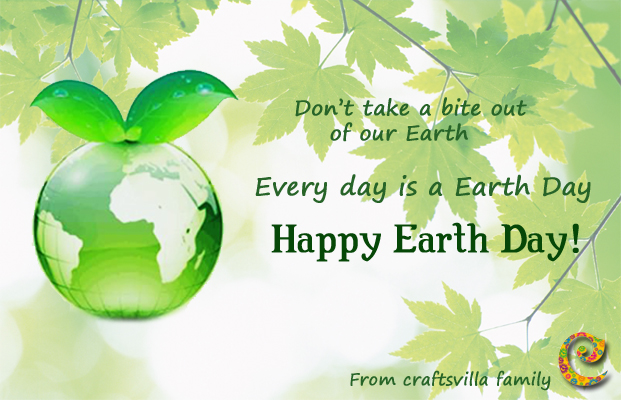 Don't take a bite out
of our Earth
Every day is a Earth Day
Happy Earth Day!
From craftsvilla family